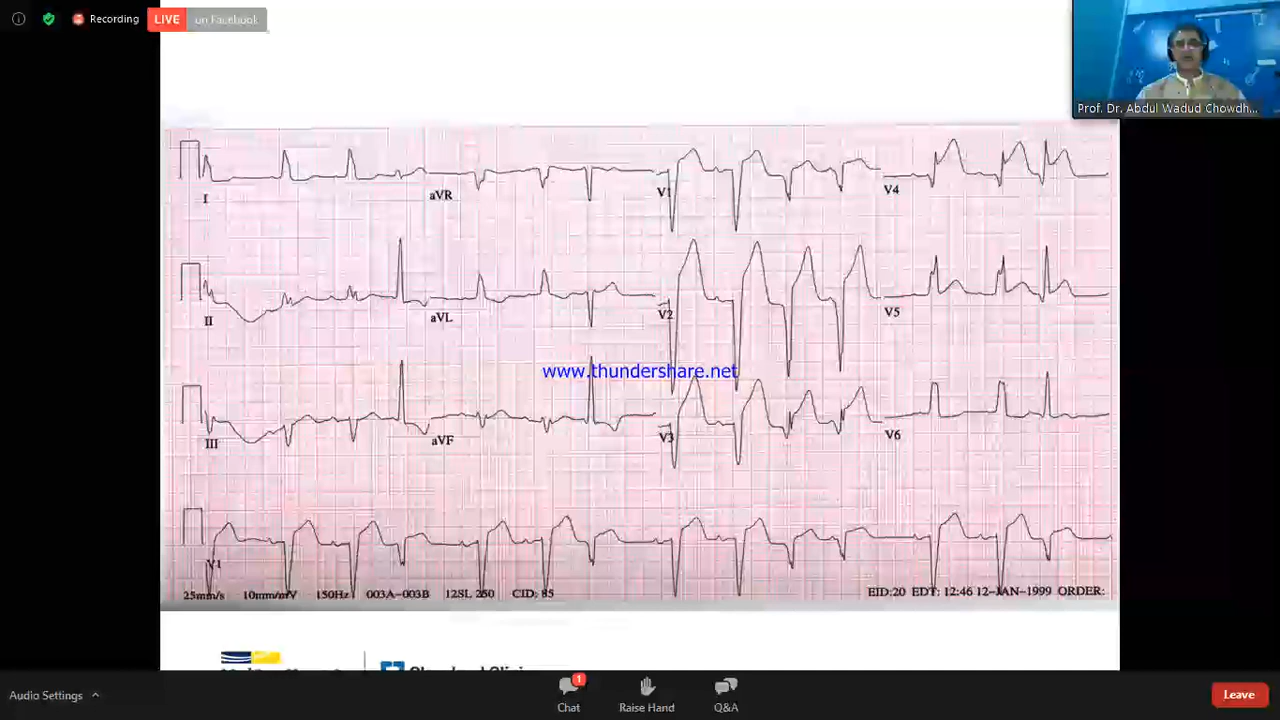 Recording
LIVE on Facebook
Prof. Dr. Abdul Wadud Chowdh...
I
aVR
V1
V4
II
aVL
V2
V5
www.thundershare.net
III
aVF
V3
V6
V1
25mm/s 10mm/mV 150Hz 003A-003B 12SL 250 CID: 85 EID:20 EDT: 12:46 12-JAN-1999 ORDER:
Audio Settings
1
Chat
Raise Hand
Q&A
Leave